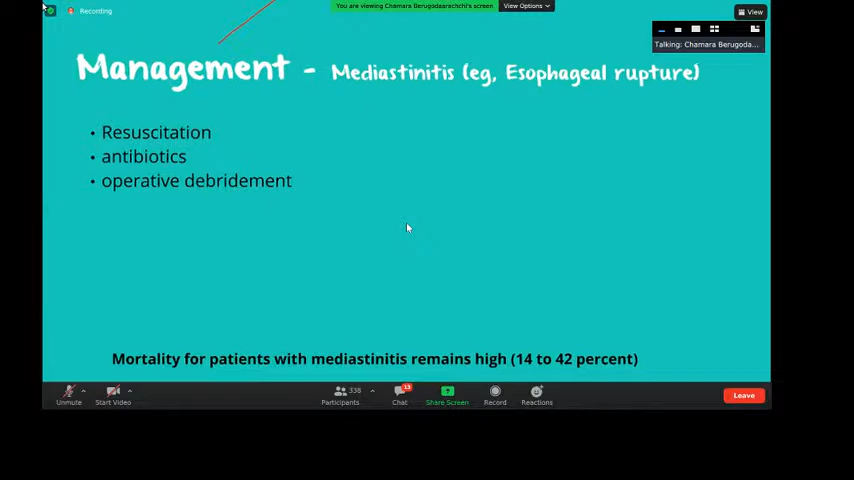 Recording
You are viewing Chamara Berugodaarachchi's screen
View Options
View
Talking: Chamara Berugoda...
Management - Mediastinitis (eg, Esophageal rupture)
• Resuscitation
• antibiotics
• operative debridement
Mortality for patients with mediastinitis remains high (14 to 42 percent)
Unmute
Start Video
338
Participants
13
Chat
Share Screen
Record
Reactions
Leave